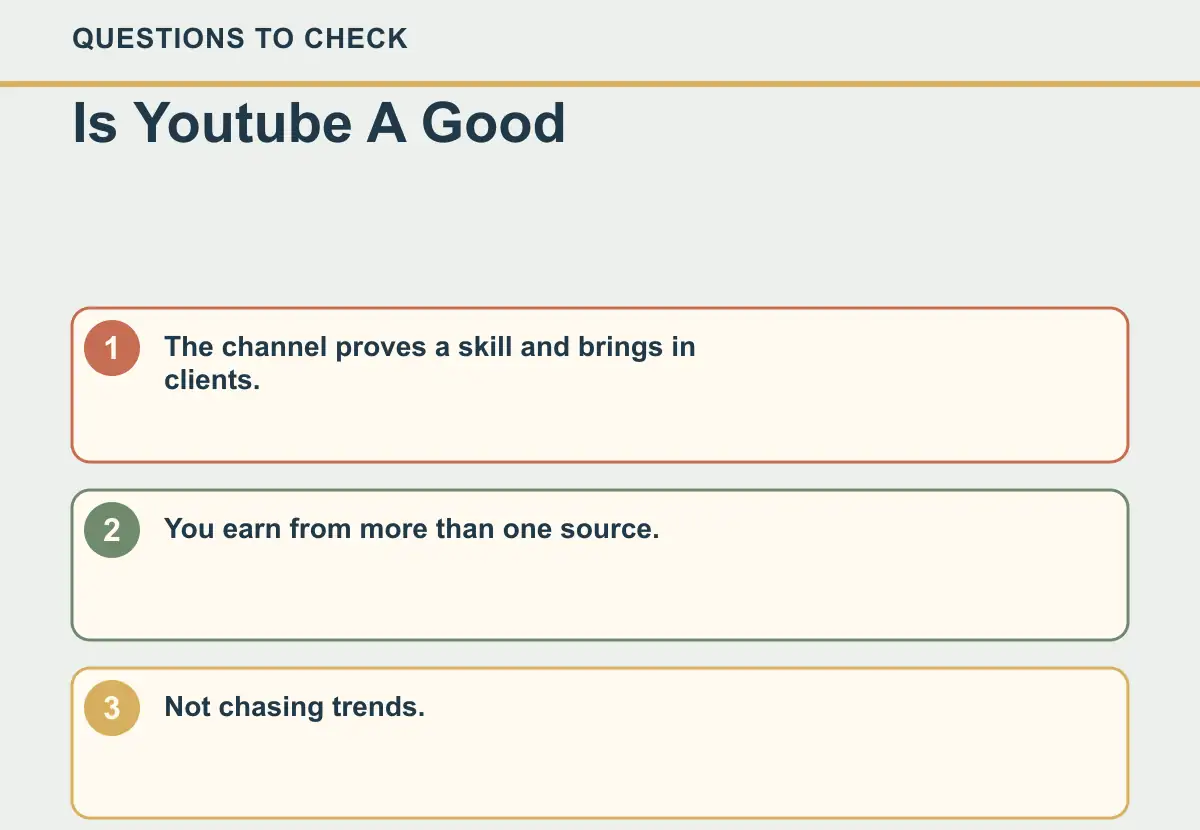 QUESTIONS TO CHECK
Is Youtube A Good
1
The channel proves a skill and brings in
clients.
2
You earn from more than one source.
3
Not chasing trends.